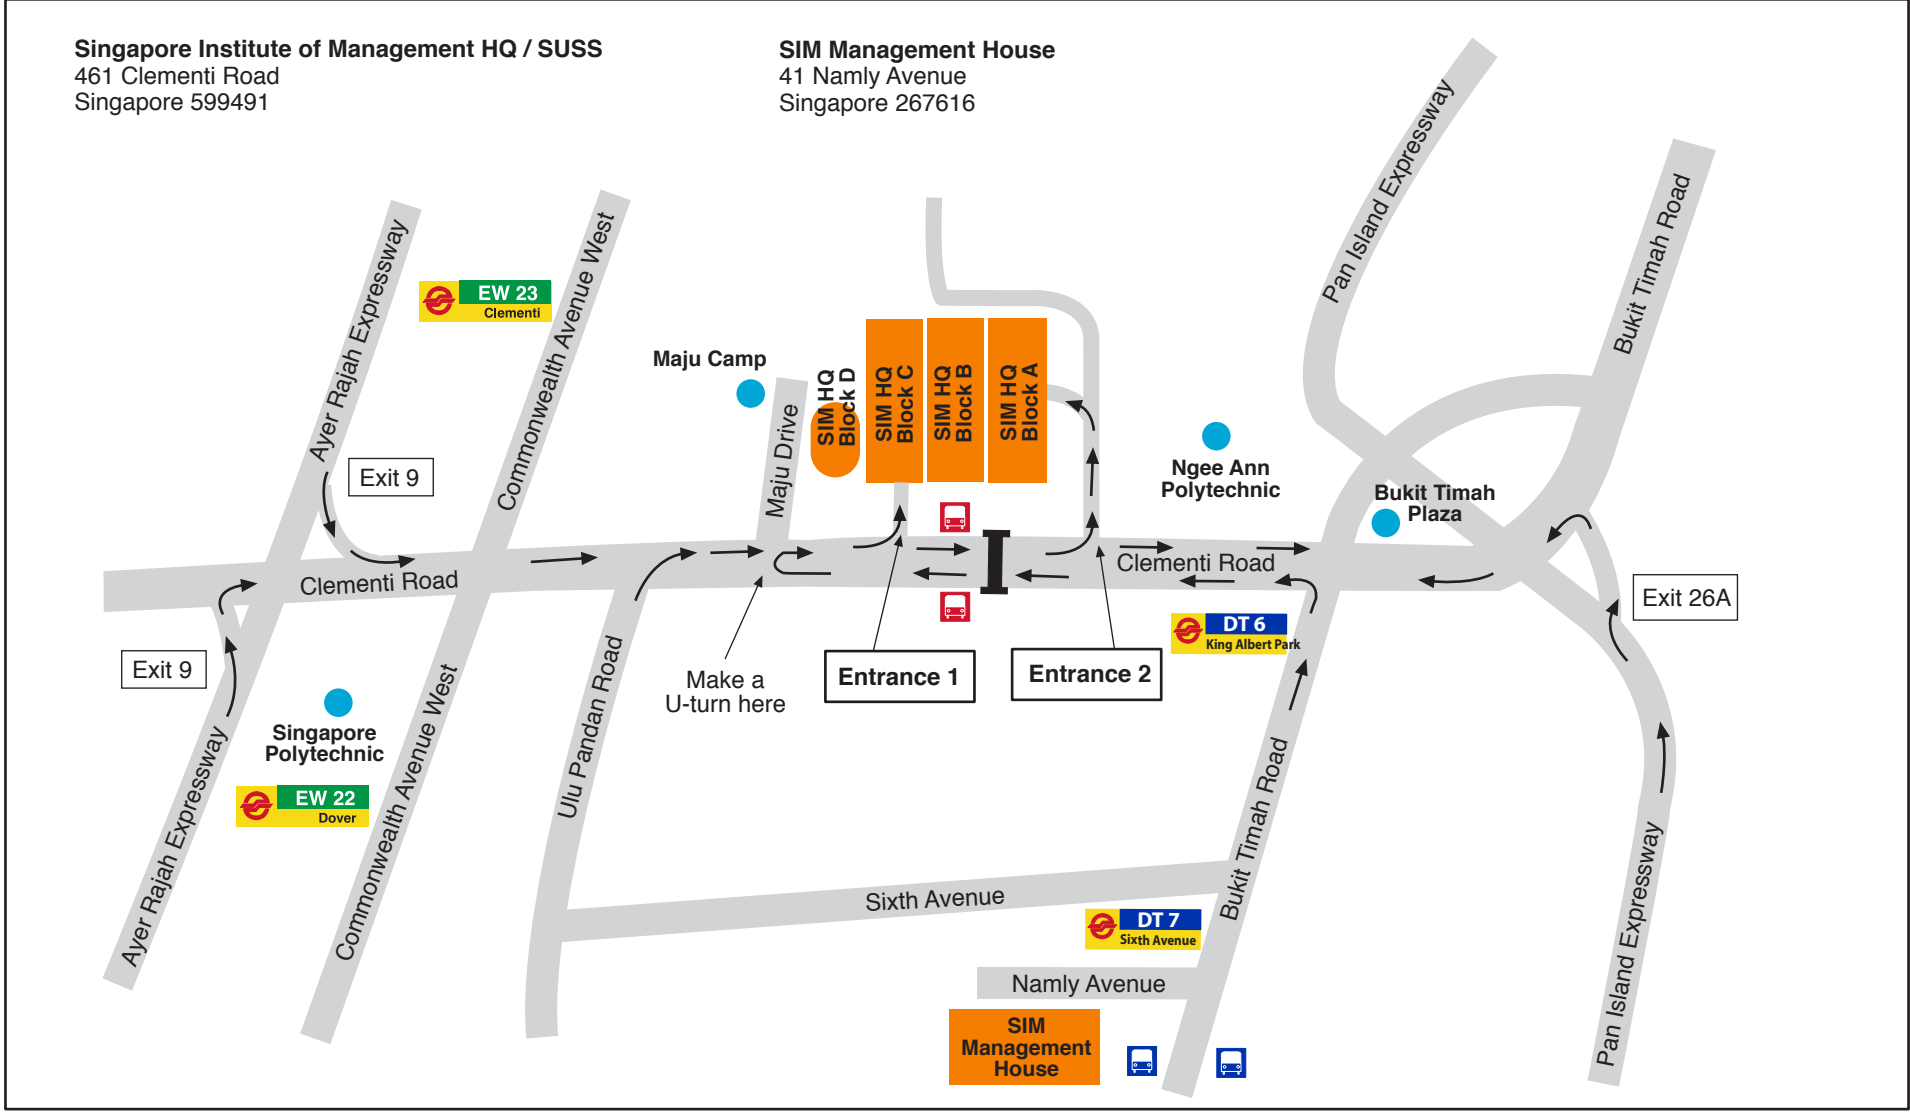 Singapore Institute of Management HQ / SUSS
461 Clementi Road
Singapore 599491
SIM Management House
41 Namly Avenue
Singapore 267616
Pan Island Expressway
Bukit Timah Road
Ayer Rajah Expressway
Commonwealth Avenue West
EW 23
Clementi
Maju Camp
Maju Drive
SIM HQ
Block D
SIM HQ
Block C
SIM HQ
Block B
SIM HQ
Block A
Exit 9
Ngee Ann
Polytechnic
Bukit Timah
Plaza
Clementi Road
Clementi Road
Exit 26A
Exit 9
Make a
U-turn here
Entrance 1
Entrance 2
DT 6
King Albert Park
Singapore
Polytechnic
EW 22
Dover
Ayer Rajah Expressway
Commonwealth Avenue West
Ulu Pandan Road
Bukit Timah Road
Pan Island Expressway
Sixth Avenue
DT 7
Sixth Avenue
Namly Avenue
SIM
Management
House